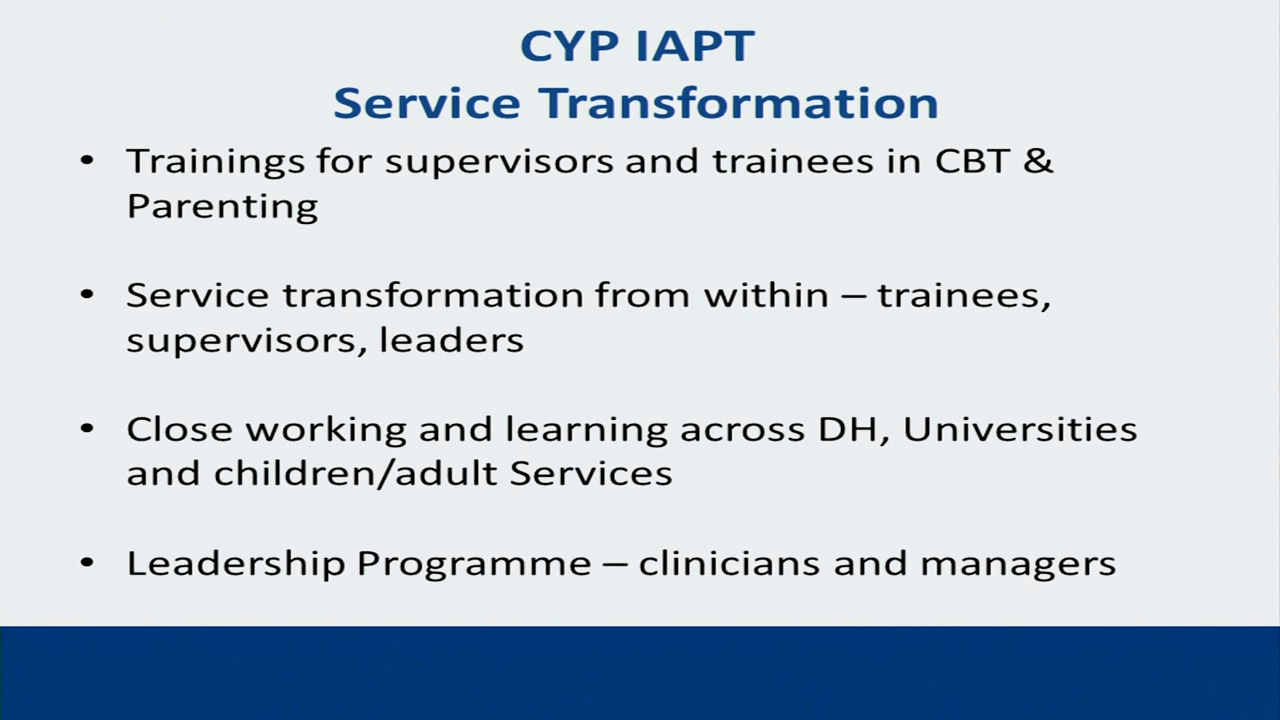 CYP IAPT
Service Transformation
• Trainings for supervisors and trainees in CBT &
Parenting
• Service transformation from within – trainees,
supervisors, leaders
• Close working and learning across DH, Universities
and children/adult Services
• Leadership Programme – clinicians and managers